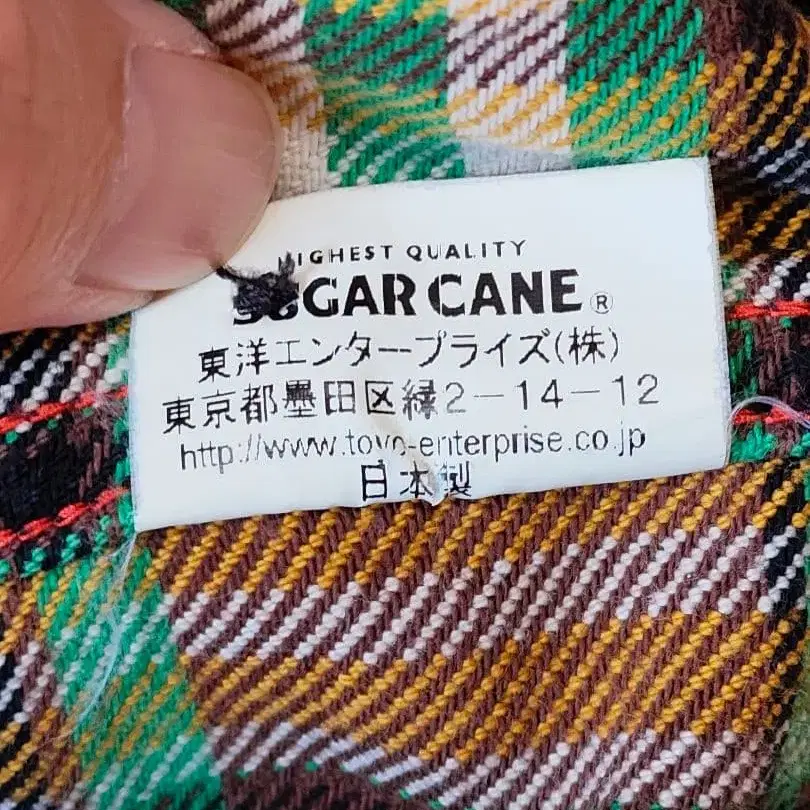 HIGHEST QUALITY
SUGAR CANE ®
東洋エンタープライズ(株)
東京都墨田区緑2-14-12
http://www.toyo-enterprise.co.jp
日本製